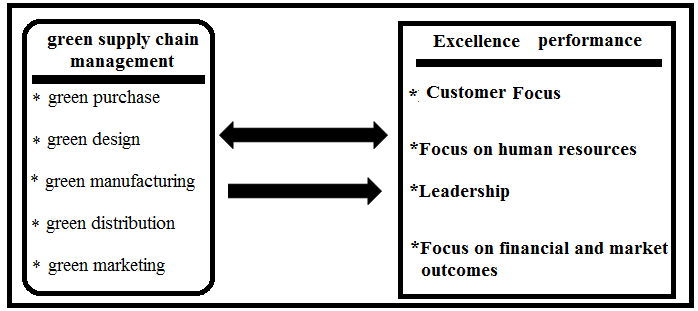 green supply chain
management
* green purchase
* green design
* green manufacturing
* green distribution
* green marketing
Excellence performance
* Customer Focus
*Focus on human resources
*Leadership
*Focus on financial and market
outcomes